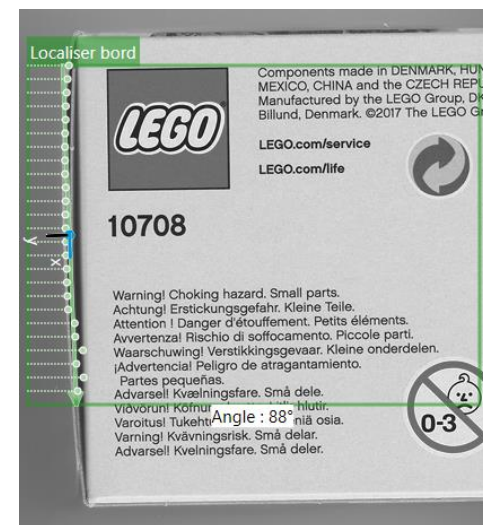 Localiser bord
Components made in DENMARK,
MEXICO, CHINA and the CZECH
Manufactured by the LEGO Group,
Billund, Denmark. ©2017 The LEGO
LEGO
LEGO.com/service
LEGO.com/life
10708
y
x
Warning! Choking hazard. Small parts.
Achtung! Erstickungsgefahr. Kleine Teile.
Attention ! Danger d'étouffement. Petits éléments.
Avvertenza! Rischio di soffocamento. Piccole parti.
Waarschuwing! Verstikkingsgevaar. Kleine onderdelen.
¡Advertencia! Peligro de atragantamiento.
Partes pequeñas.
Advarsel! Kvælningsfare. Små dele.
hlutir.
Angle : 88°
Varoitus! osia.
Varning! Kvävningsrisk. Små delar.
Advarsel! Kvelningsfare. Små deler.
0-3